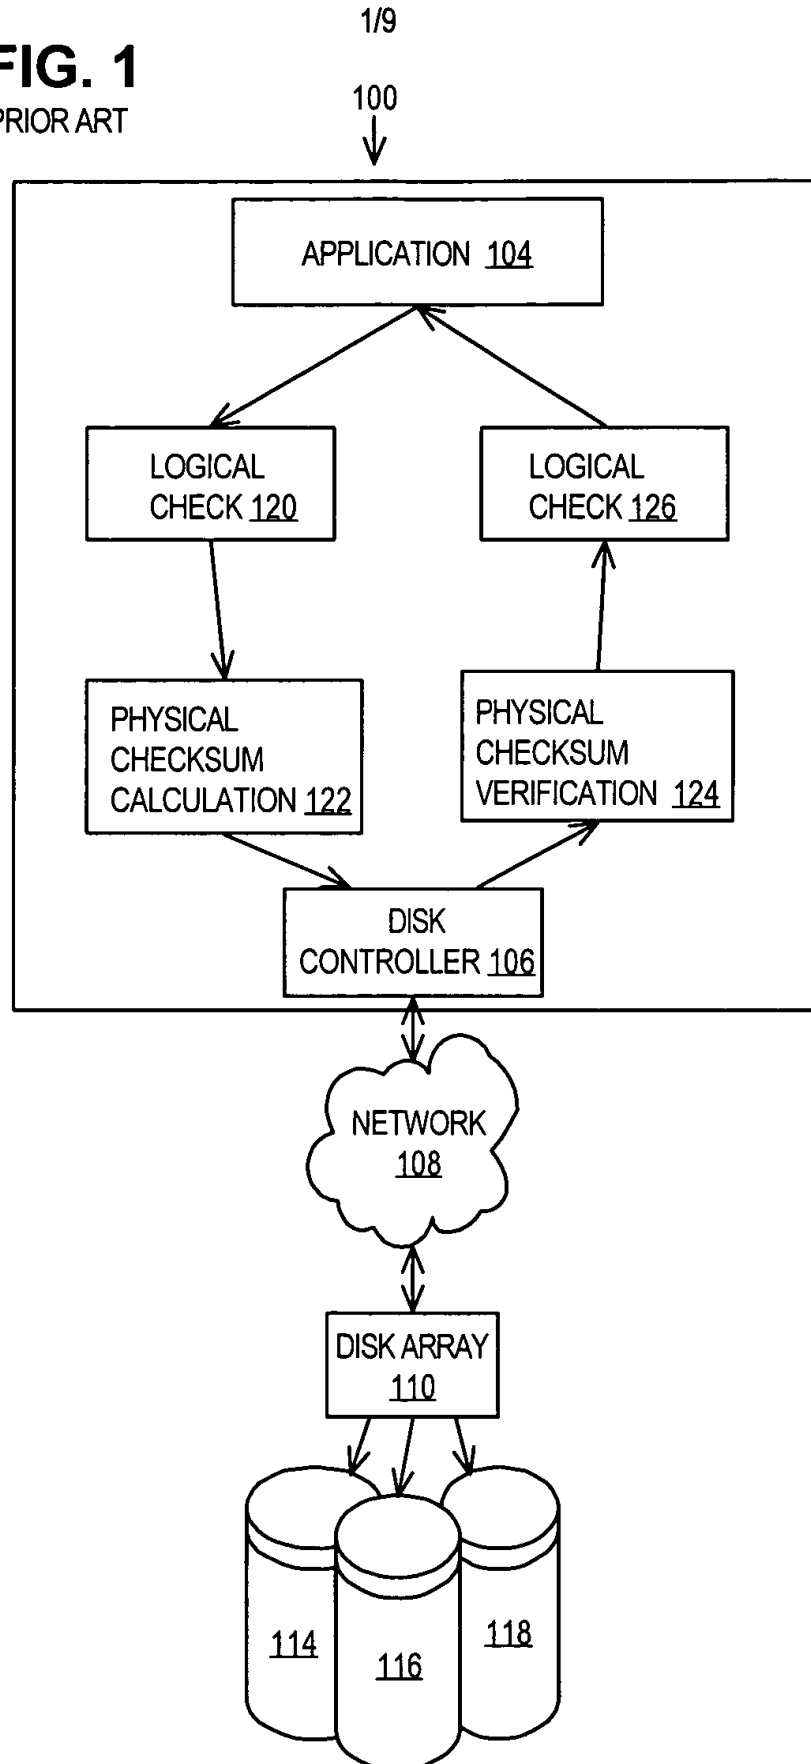 1/9
FIG. 1
PRIOR ART
100
APPLICATION 104
LOGICAL
CHECK 120
LOGICAL
CHECK 126
PHYSICAL
CHECKSUM
CALCULATION 122
PHYSICAL
CHECKSUM
VERIFICATION 124
DISK
CONTROLLER 106
NETWORK
108
DISK ARRAY
110
114
116
118